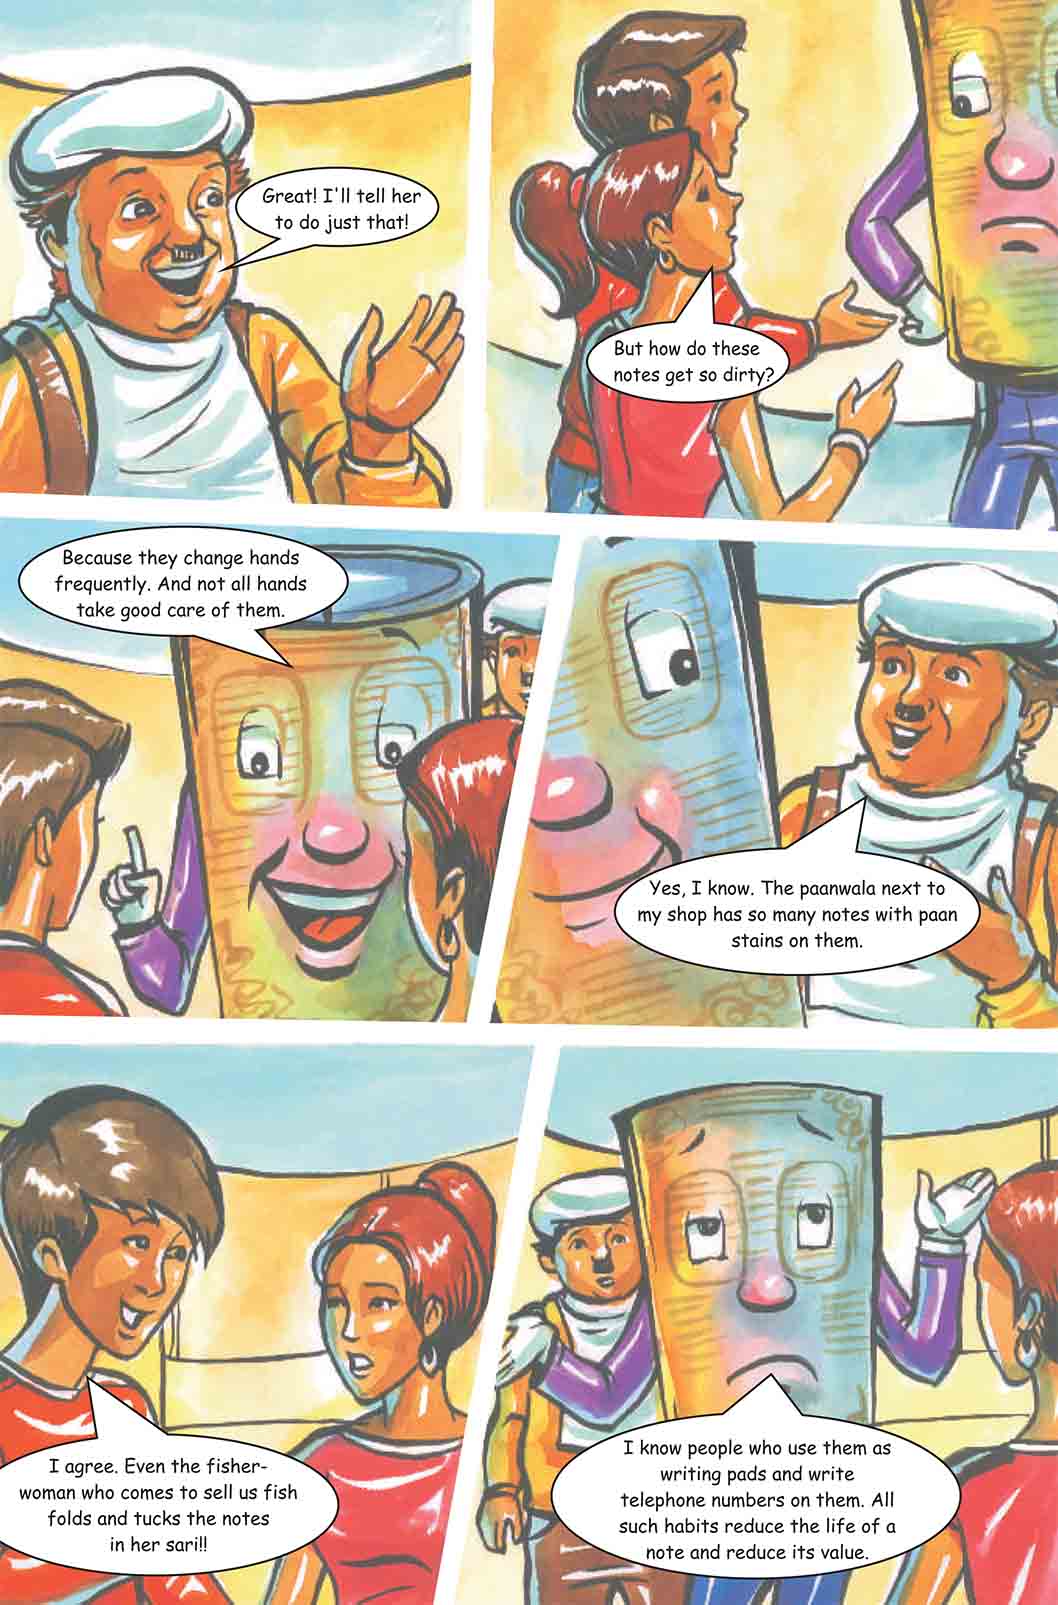 Great! I'll tell her
to do just that!
But how do these
notes get so dirty?
Because they change hands
frequently. And not all hands
take good care of them.
Yes, I know. The paanwala next to
my shop has so many notes with paan
stains on them.
I agree. Even the fisher-
woman who comes to sell us fish
folds and tucks the notes
in her sari!!
I know people who use them as
writing pads and write
telephone numbers on them. All
such habits reduce the life of a
note and reduce its value.